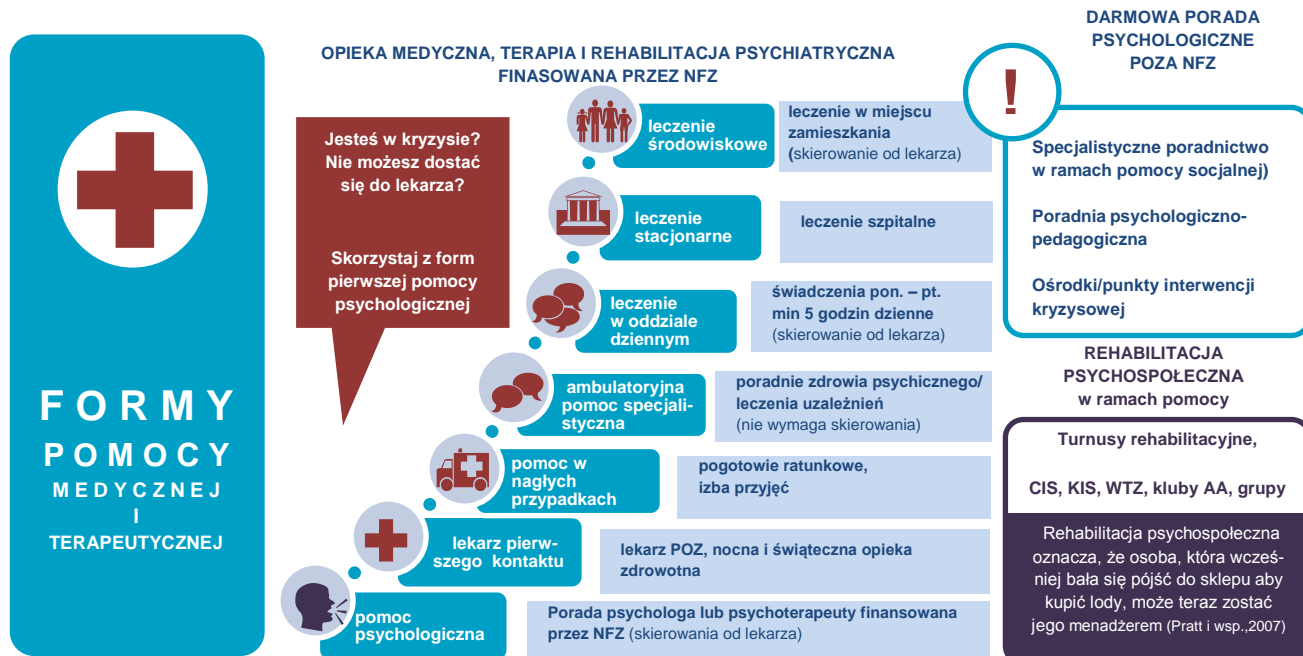 FORMY
POMOCY
MEDYCZNEJ
I
TERAPEUTYCZNEJ
OPIEKA MEDYCZNA, TERAPIA I REHABILITACJA PSYCHIATRYCZNA
FINASOWANA PRZEZ NFZ
Jesteś w kryzysie?
Nie możesz dostać
się do lekarza?
Skorzystaj z form
pierwszej pomocy
psychologicznej
leczenie
środowiskowe
leczenie w miejscu
zamieszkania
(skierowanie od lekarza)
leczenie
stacjonarne
leczenie szpitalne
leczenie
w oddziale
dziennym
świadczenia pon. – pt.
min 5 godzin dzienne
(skierowanie od lekarza)
ambulatoryjna
pomoc specjali-
styczna
poradnie zdrowia psychicznego/
leczenia uzależnień
(nie wymaga skierowania)
pomoc w
nagłych
przypadkach
pogotowie ratunkowe,
izba przyjęć
lekarz pierw-
szego kontaktu
lekarz POZ, nocna i świąteczna opieka
zdrowotna
pomoc
psychologiczna
Porada psychologa lub psychoterapeuty finansowana
przez NFZ (skierowania od lekarza)
DARMOWA PORADA
PSYCHOLOGICZNE
POZA NFZ
!
Specjalistyczne poradnictwo
w ramach pomocy socjalnej)
Poradnia psychologiczno-
pedagogiczna
Ośrodki/punkty interwencji
kryzysowej
REHABILITACJA
PSYCHOSPOŁECZNA
w ramach pomocy
Turnusy rehabilitacyjne,
CIS, KIS, WTZ, kluby AA, grupy
Rehabilitacja psychospołeczna
oznacza, że osoba, która wcześ-
niej bała się pójść do sklepu aby
kupić lody, może teraz zostać
jego menadżerem (Pratt i wsp.,2007)